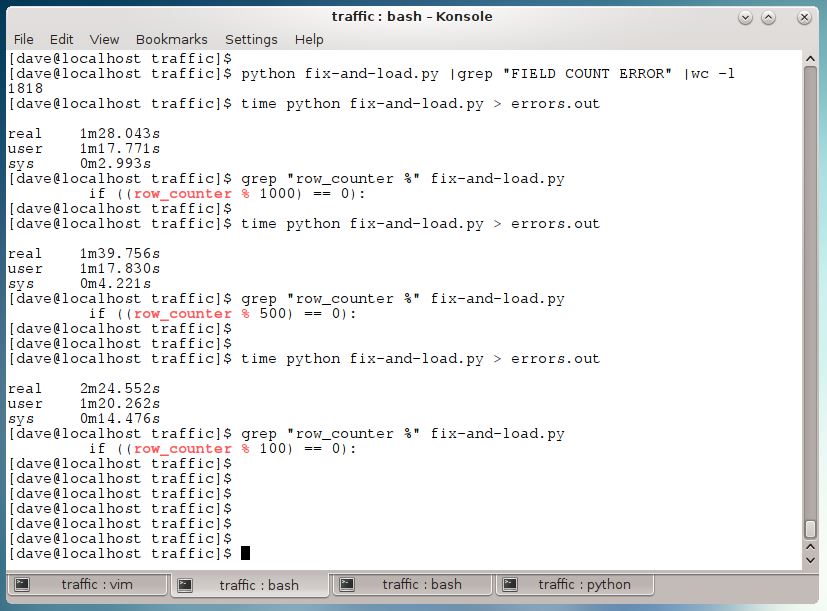 traffic : bash – Konsole
File Edit View Bookmarks Settings Help
[dave@localhost traffic]$
[dave@localhost traffic]$ python fix-and-load.py |grep "FIELD COUNT ERROR" |wc -l
1818
[dave@localhost traffic]$ time python fix-and-load.py > errors.out
real 1m28.043s
user 1m17.771s
sys 0m2.993s
[dave@localhost traffic]$ grep "row_counter %" fix-and-load.py
if ((row_counter % 1000) == 0):
[dave@localhost traffic]$
[dave@localhost traffic]$ time python fix-and-load.py > errors.out
real 1m39.756s
user 1m17.830s
sys 0m4.221s
[dave@localhost traffic]$ grep "row_counter %" fix-and-load.py
if ((row_counter % 500) == 0):
[dave@localhost traffic]$
[dave@localhost traffic]$
[dave@localhost traffic]$ time python fix-and-load.py > errors.out
real 2m24.552s
user 1m20.262s
sys 0m14.476s
[dave@localhost traffic]$ grep "row_counter %" fix-and-load.py
if ((row_counter % 100) == 0):
[dave@localhost traffic]$
[dave@localhost traffic]$
[dave@localhost traffic]$
[dave@localhost traffic]$
[dave@localhost traffic]$
[dave@localhost traffic]$
[dave@localhost traffic]$
traffic : vim traffic : bash traffic : bash traffic : python